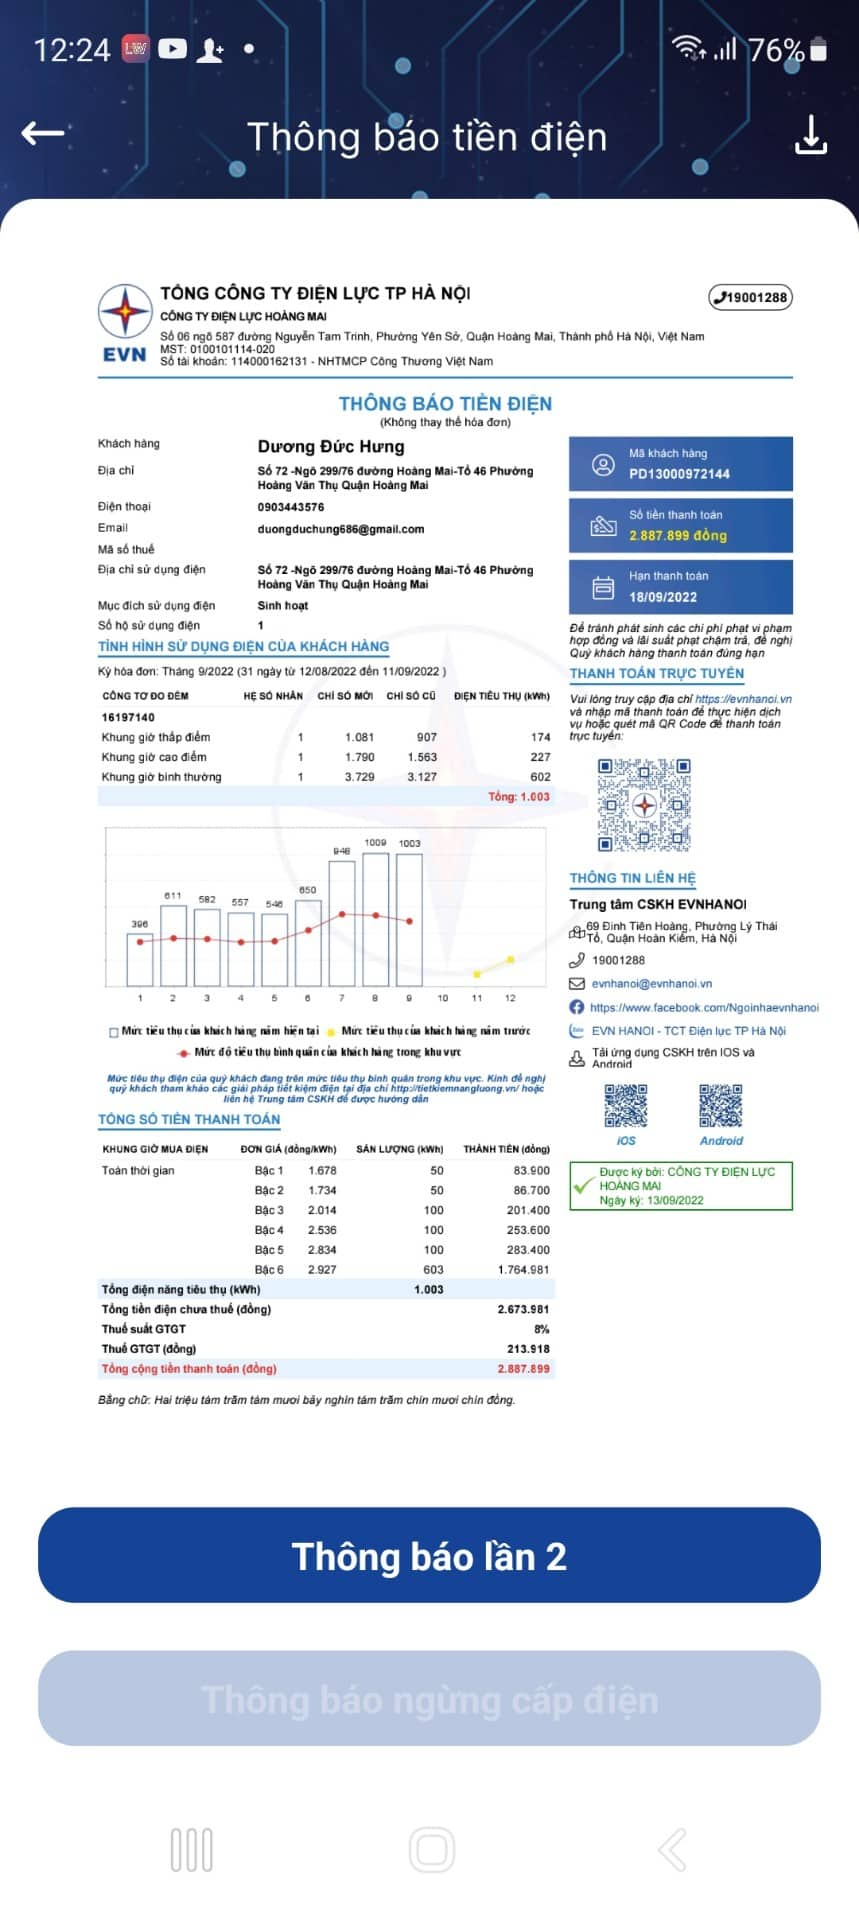 12:24 LW 76%
Thông báo tiền điện
TỔNG CÔNG TY ĐIỆN LỰC TP HÀ NỘI
19001288
CÔNG TY ĐIỆN LỰC HOÀNG MAI
EVN
Số 06 ngõ 587 đường Nguyễn Tam Trinh, Phường Yên Sở, Quận Hoàng Mai, Thành phố Hà Nội, Việt Nam
MST: 0100101114-020
Số tài khoản: 114000162131 - NHTMCP Công Thương Việt Nam
THÔNG BÁO TIỀN ĐIỆN
(Không thay thế hóa đơn)
Khách hàng Dương Đức Hưng
Địa chỉ Số 72 -Ngõ 299/76 đường Hoàng Mai-Tổ 46 Phường
Hoàng Văn Thụ Quận Hoàng Mai
Điện thoại 0903443576
Email duongduchung686@gmail.com
Mã số thuế
Địa chỉ sử dụng điện Số 72 -Ngõ 299/76 đường Hoàng Mai-Tổ 46 Phường
Hoàng Văn Thụ Quận Hoàng Mai
Mục đích sử dụng điện Sinh hoạt
Số hộ sử dụng điện 1
Mã khách hàng
PD13000972144
Số tiền thanh toán
2.887.899 đồng
Hạn thanh toán
18/09/2022
Để tránh phát sinh các chi phí phạt vi phạm
hợp đồng và lãi suất phạt chậm trả, đề nghị
Quý khách hàng thanh toán đúng hạn
TÌNH HÌNH SỬ DỤNG ĐIỆN CỦA KHÁCH HÀNG
Kỳ hóa đơn: Tháng 9/2022 (31 ngày từ 12/08/2022 đến 11/09/2022 )
CÔNG TƠ ĐO ĐẾM HỆ SỐ NHÂN CHỈ SỐ MỚI CHỈ SỐ CŨ ĐIỆN TIÊU THỤ (kWh)
16197140
Khung giờ thấp điểm 1 1.081 907 174
Khung giờ cao điểm 1 1.790 1.563 227
Khung giờ bình thường 1 3.729 3.127 602
Tổng: 1.003
THANH TOÁN TRỰC TUYẾN
Vui lòng truy cập địa chỉ https://evnhanoi.vn
và nhập mã thanh toán để thực hiện dịch
vụ hoặc quét mã QR Code để thanh toán
trực tuyến:
396 611 582 557 546 650 948 1009 1003
1 2 3 4 5 6 7 8 9 10 11 12
Mức tiêu thụ của khách hàng năm hiện tại Mức tiêu thụ của khách hàng năm trước
Mức độ tiêu thụ bình quân của khách hàng trong khu vực
Mức tiêu thụ điện của quý khách đang trên mức tiêu thụ bình quân trong khu vực. Kính đề nghị
quý khách tham khảo các giải pháp tiết kiệm điện tại địa chỉ http://tietkiemnangluong.vn/ hoặc
liên hệ Trung tâm CSKH để được hướng dẫn
THÔNG TIN LIÊN HỆ
Trung tâm CSKH EVNHANOI
69 Đinh Tiên Hoàng, Phường Lý Thái
Tổ, Quận Hoàn Kiếm, Hà Nội
19001288
evnhanoi@evnhanoi.vn
https://www.facebook.com/Ngoinhaevnhanoi
EVN HANOI - TCT Điện lực TP Hà Nội
Tải ứng dụng CSKH trên IOS và
Android
iOS Android
Được ký bởi: CÔNG TY ĐIỆN LỰC
HOÀNG MAI
Ngày ký: 13/09/2022
TỔNG SỐ TIỀN THANH TOÁN
KHUNG GIỜ MUA ĐIỆN ĐƠN GIÁ (đồng/kWh) SẢN LƯỢNG (kWh) THÀNH TIỀN (đồng)
Toàn thời gian Bậc 1 1.678 50 83.900
Bậc 2 1.734 50 86.700
Bậc 3 2.014 100 201.400
Bậc 4 2.536 100 253.600
Bậc 5 2.834 100 283.400
Bậc 6 2.927 603 1.764.981
Tổng điện năng tiêu thụ (kWh) 1.003
Tổng tiền điện chưa thuế (đồng) 2.673.981
Thuế suất GTGT 8%
Thuế GTGT (đồng) 213.918
Tổng cộng tiền thanh toán (đồng) 2.887.899
Bằng chữ: Hai triệu tám trăm tám mươi bảy nghìn tám trăm chín mươi chín đồng.
Thông báo lần 2
Thông báo ngừng cấp điện